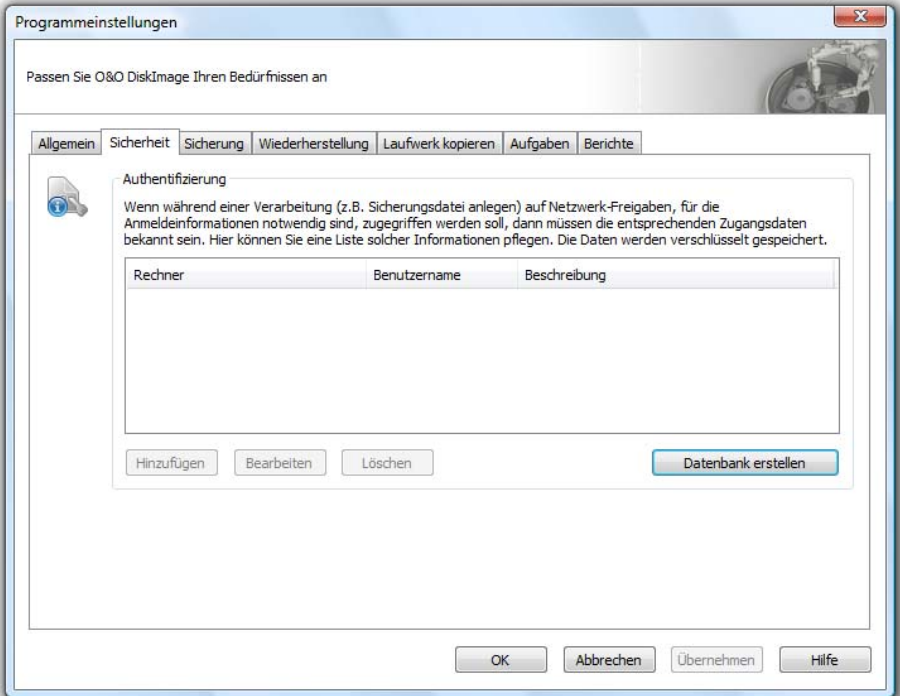 Programmeinstellungen
Passen Sie O&O DiskImage Ihren Bedürfnissen an
Allgemein Sicherheit Sicherung Wiederherstellung Laufwerk kopieren Aufgaben Berichte
Authentifizierung
Wenn während einer Verarbeitung (z.B. Sicherungsdatei anlegen) auf Netzwerk-Freigaben, für die
Anmeldeinformationen notwendig sind, zugegriffen werden soll, dann müssen die entsprechenden Zugangsdaten
bekannt sein. Hier können Sie eine Liste solcher Informationen pflegen. Die Daten werden verschlüsselt gespeichert.
Rechner Benutzername Beschreibung
Hinzufügen Bearbeiten Löschen Datenbank erstellen
OK Abbrechen Übernehmen Hilfe